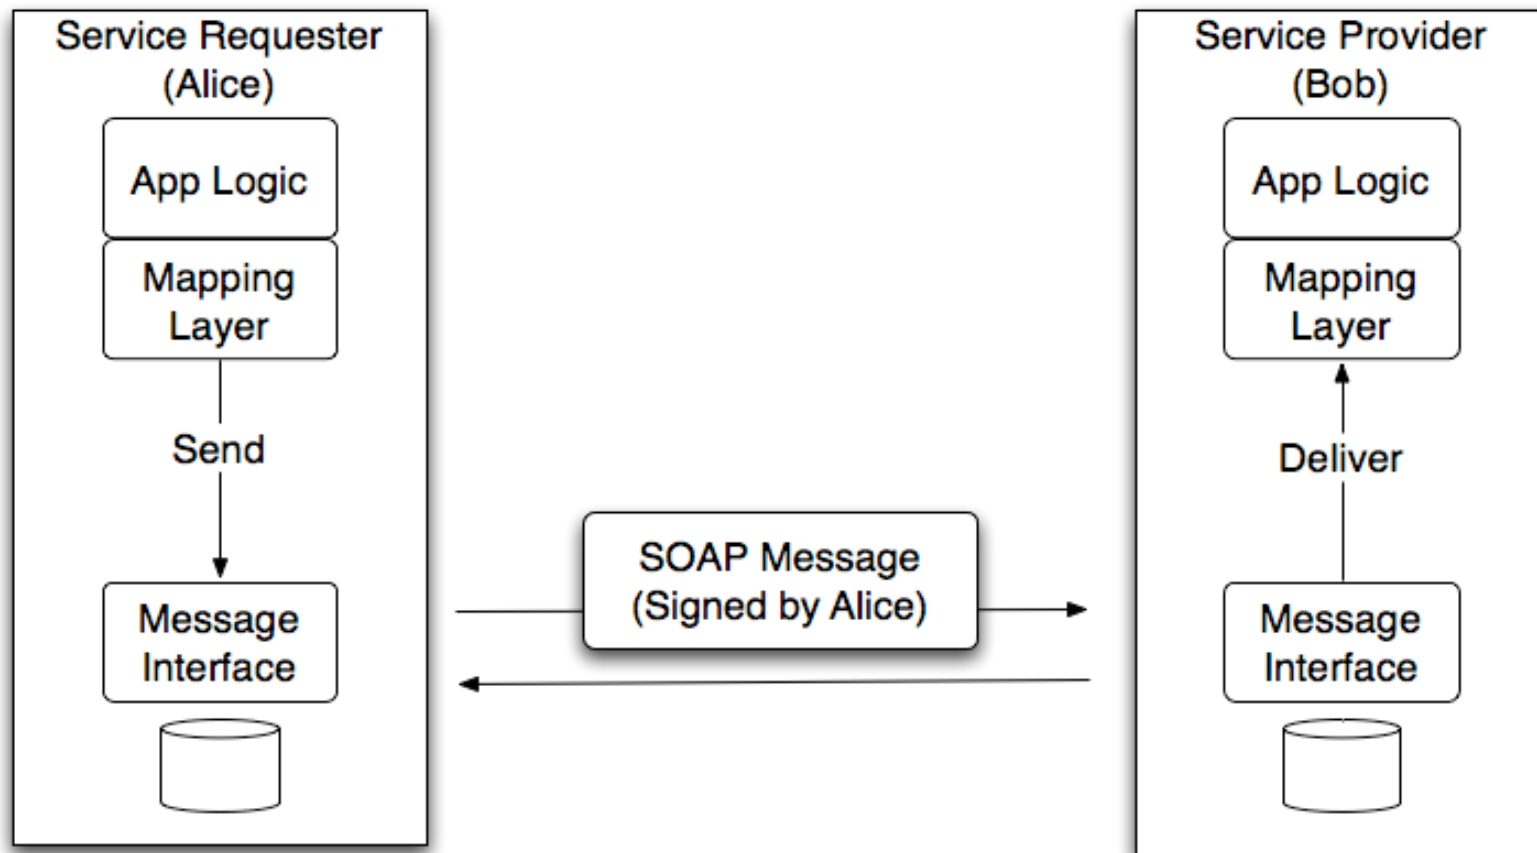 Service Requester
(Alice)
App Logic
Mapping
Layer
Send
Message
Interface
SOAP Message
(Signed by Alice)
Service Provider
(Bob)
App Logic
Mapping
Layer
Deliver
Message
Interface